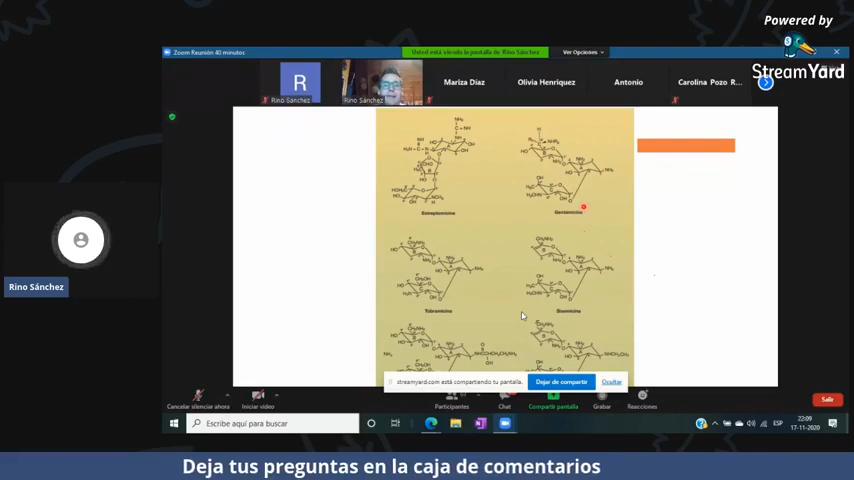 Powered by
StreamYard
Zoom Reunión 40 minutos
Usted está viendo la pantalla de Rino Sánchez
Ver Opciones
R
Rino Sánchez
Rino Sánchez
Mariza Díaz
Olivia Henriquez
Antonio
Carolina Pozo R...
Estreptomicina
Gentamicina
Tobramicina
Sisomicina
Rino Sánchez
streamyard.com está compartiendo tu pantalla.
Dejar de compartir
Ocultar
Cancelar silenciar ahora
Iniciar video
Participantes
Chat
Compartir pantalla
Grabar
Reacciones
Salir
Escribe aquí para buscar
ESP
22:09
17-11-2020
Deja tus preguntas en la caja de comentarios